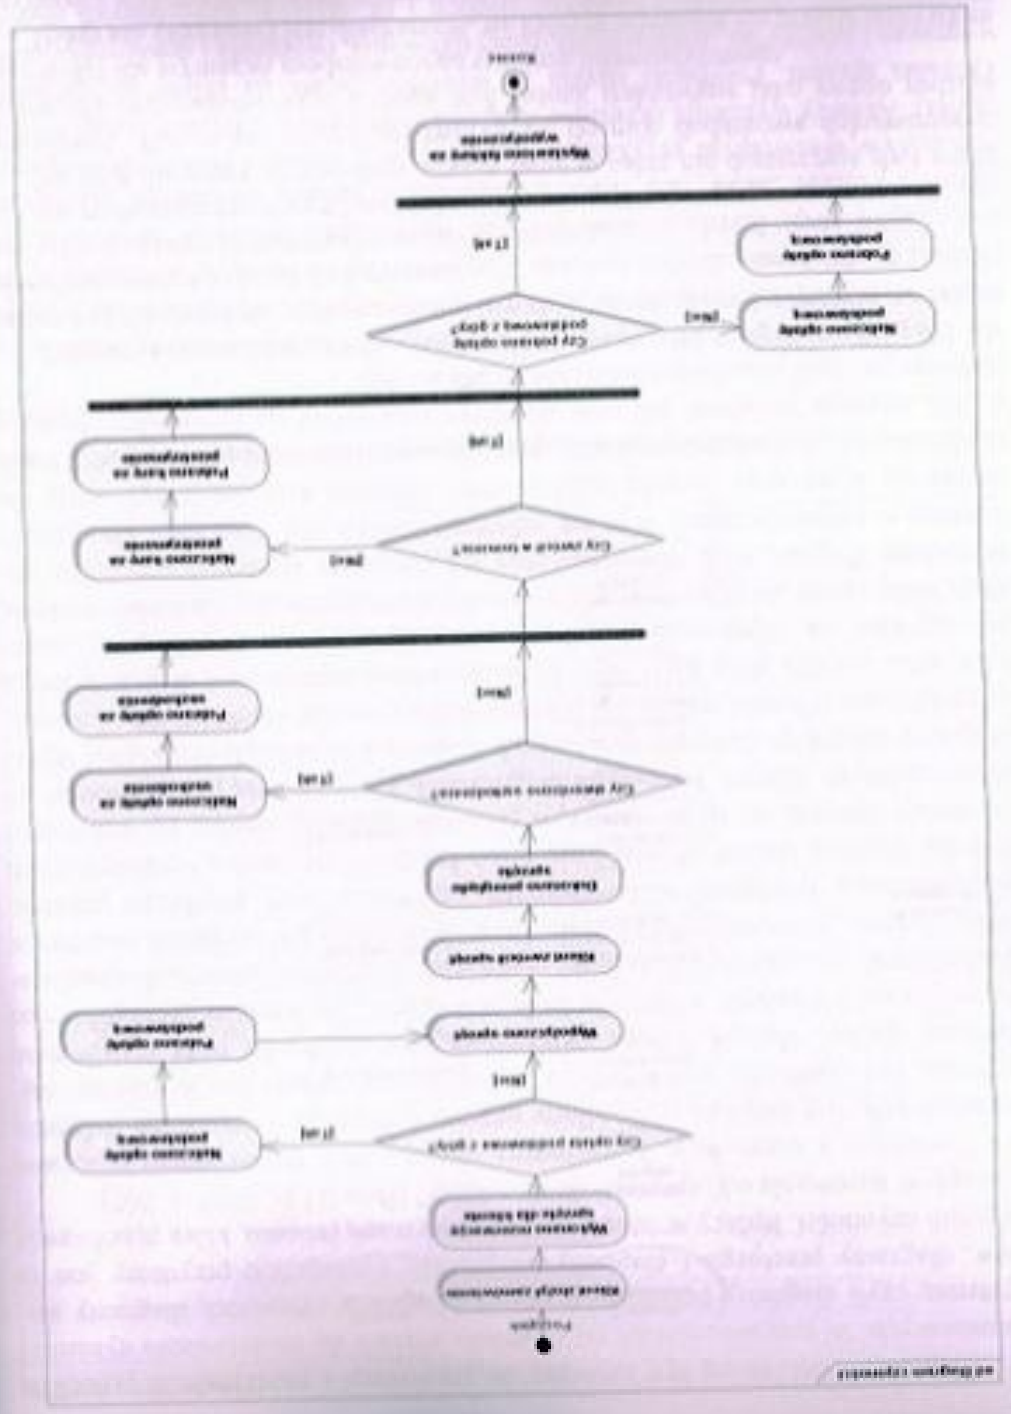 ad diagram czynności
Początek
Klient złożył zamówienie
Wykonano rezerwację
sprzętu dla klienta
Czy opłata podstawowa z góry?
[Tak]
[Nie]
Naliczono opłatę
podstawową
Pobrano opłatę
podstawową
Wypożyczono sprzęt
Klient zwrócił sprzęt
Dokonano przeglądu
sprzętu
Czy stwierdzono uszkodzenia?
[Tak]
[Nie]
Naliczono opłatę za
uszkodzenia
Pobrano opłatę za
uszkodzenia
Czy zwrócił w terminie?
[Nie]
[Tak]
Naliczono karę za
przetrzymanie
Pobrano karę za
przetrzymanie
Czy pobrano opłatę
podstawową z góry?
[Nie]
[Tak]
Naliczono opłatę
podstawową
Pobrano opłatę
podstawową
Wystawiono fakturę za
wypożyczenie
Koniec